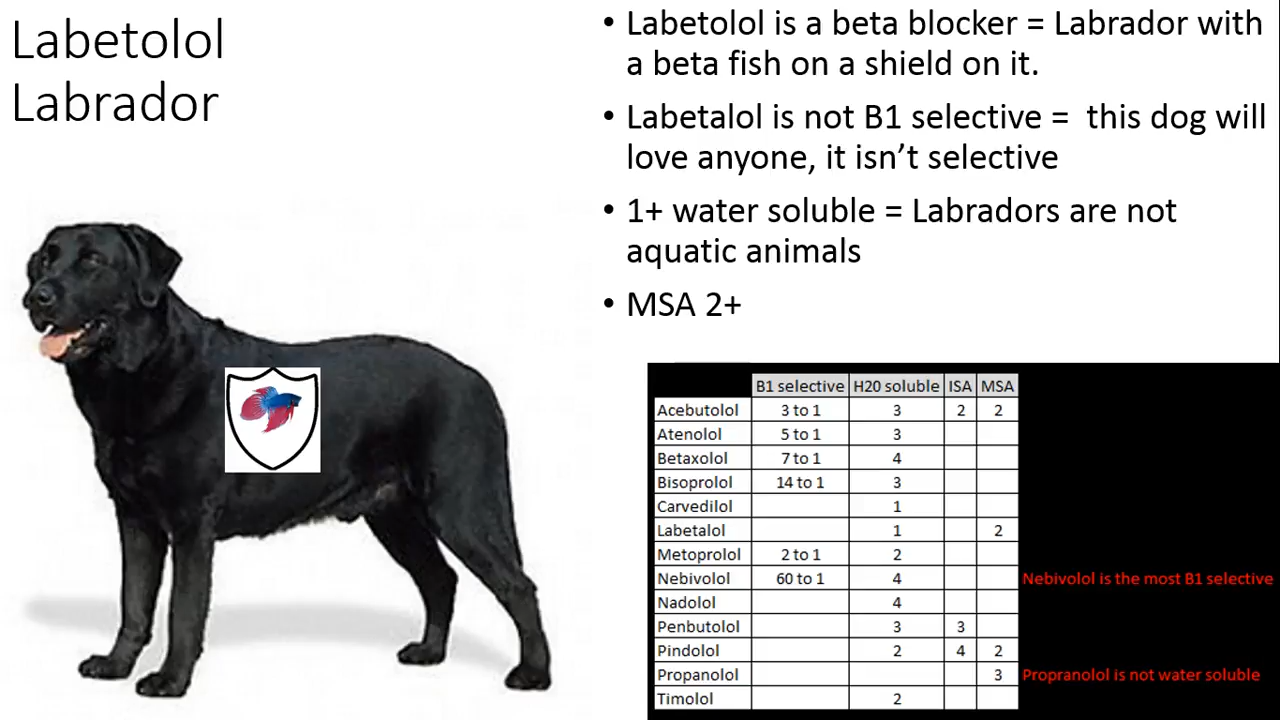 Labetolol
Labrador
• Labetolol is a beta blocker = Labrador with
a beta fish on a shield on it.
• Labetalol is not B1 selective = this dog will
love anyone, it isn't selective
• 1+ water soluble = Labradors are not
aquatic animals
• MSA 2+
B1 selective H20 soluble ISA MSA
Acebutolol 3 to 1 3 2 2
Atenolol 5 to 1 3
Betaxolol 7 to 1 4
Bisoprolol 14 to 1 3
Carvedilol 1
Labetalol 1 2
Metoprolol 2 to 1 2
Nebivolol 60 to 1 4 Nebivolol is the most B1 selective
Nadolol 4
Penbutolol 3 3
Pindolol 2 4 2
Propanolol 3 Propranolol is not water soluble
Timolol 2